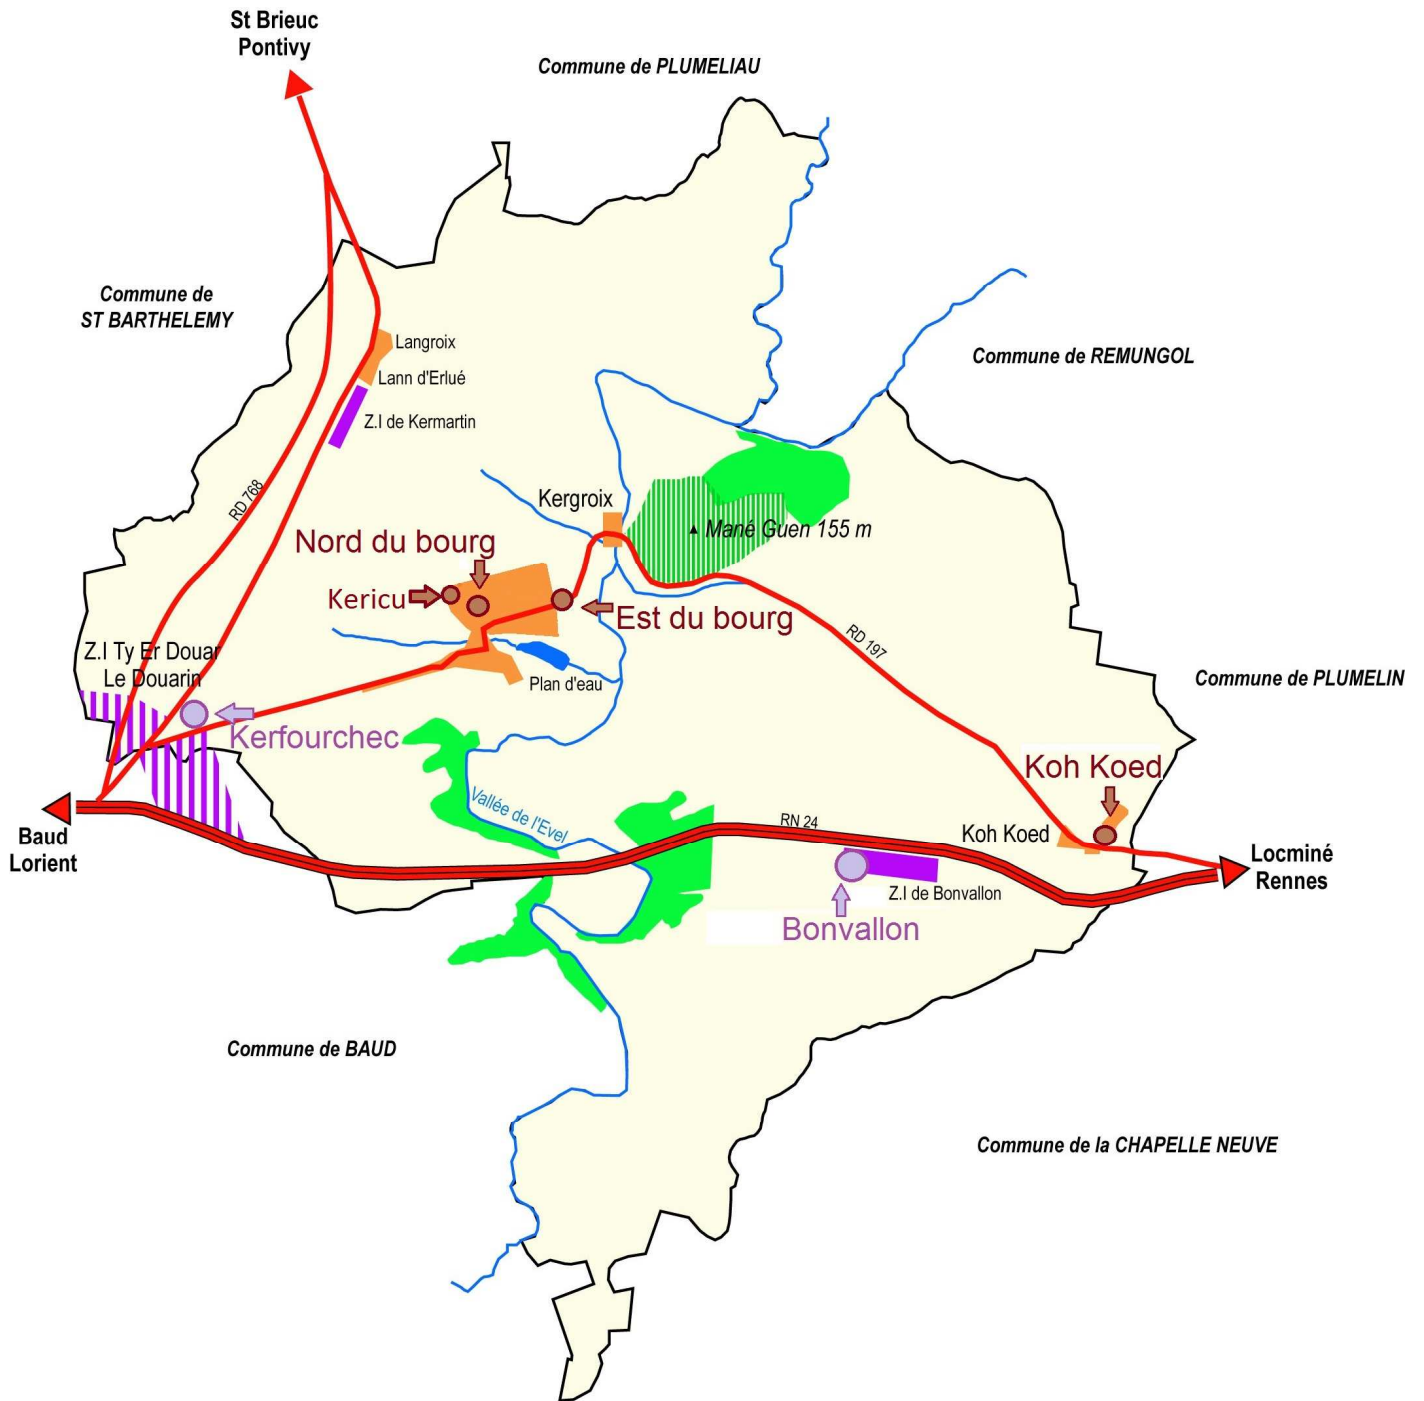 St Brieuc
Pontivy
Commune de PLUMELIAU
Commune de
ST BARTHELEMY
Langroix
Lann d'Erlué
Z.I de Kermartin
Commune de REMUNGOL
RD 768
Kergroix
Mané Guen 155 m
Nord du bourg
Kericu
Est du bourg
RD 197
Z.I Ty Er Douar
Le Douarin
Plan d'eau
Commune de PLUMELIN
Kerfourchec
Koh Koed
Vallée de l'Evel
RN 24
Koh Koed
Baud
Lorient
Locminé
Rennes
Z.I de Bonvallon
Bonvallon
Commune de BAUD
Commune de la CHAPELLE NEUVE